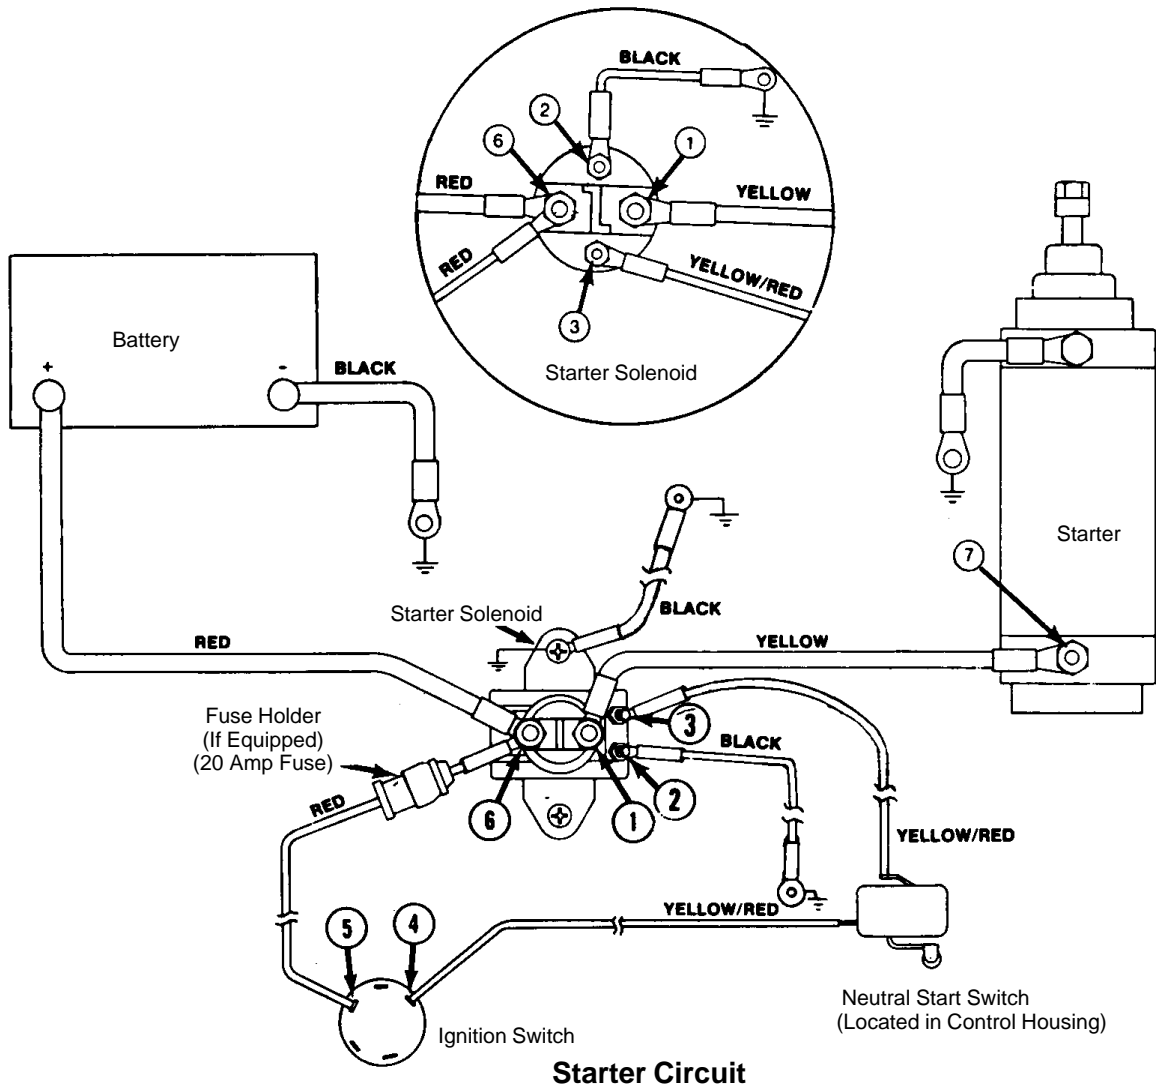 BLACK
2
6
1
RED
YELLOW
RED
YELLOW/RED
3
Starter Solenoid
Battery
+
-
BLACK
Starter
7
Starter Solenoid
BLACK
RED
YELLOW
Fuse Holder
(If Equipped)
(20 Amp Fuse)
3
BLACK
2
6
1
RED
YELLOW/RED
YELLOW/RED
5
4
Neutral Start Switch
(Located in Control Housing)
Ignition Switch
Starter Circuit